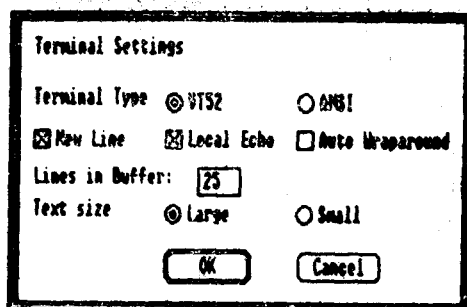 Terminal Settings
Terminal Type VT52 ANSI
New Line Local Echo Auto Wraparound
Lines in Buffer: 25
Text size Large Small
OK Cancel